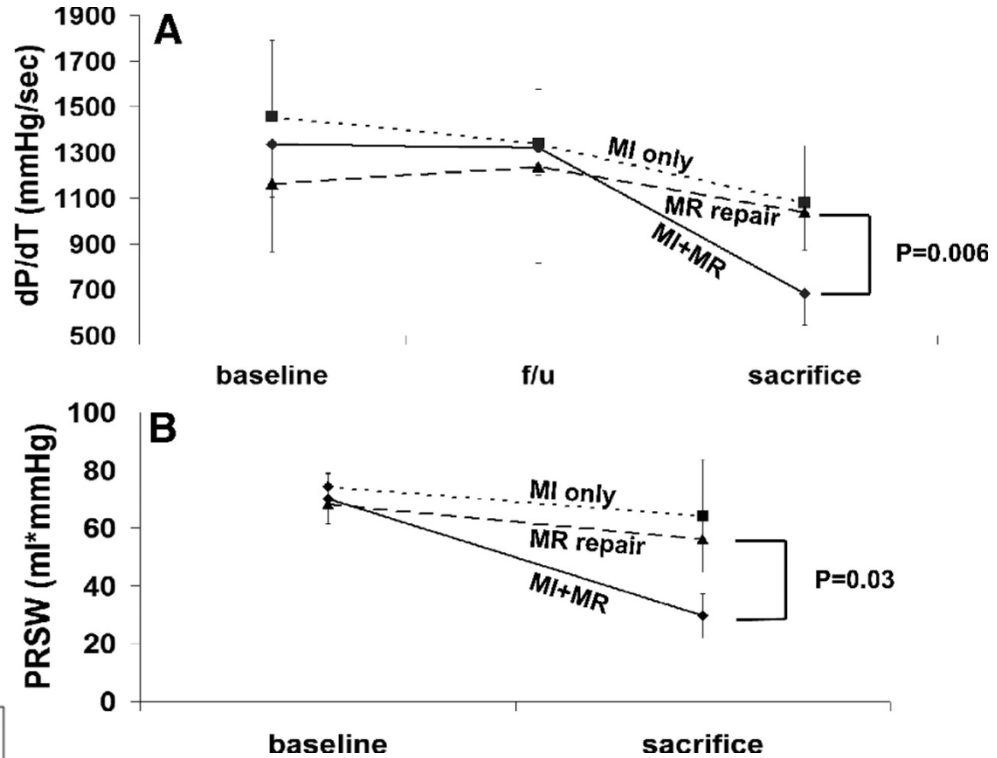 A
dP/dT (mmHg/sec)
1900
1700
1500
1300
1100
900
700
500
MI only
MR repair
MI+MR
P=0.006
baseline f/u sacrifice
B
PRSW (ml*mmHg)
100
80
60
40
20
0
MI only
MR repair
MI+MR
P=0.03
baseline sacrifice